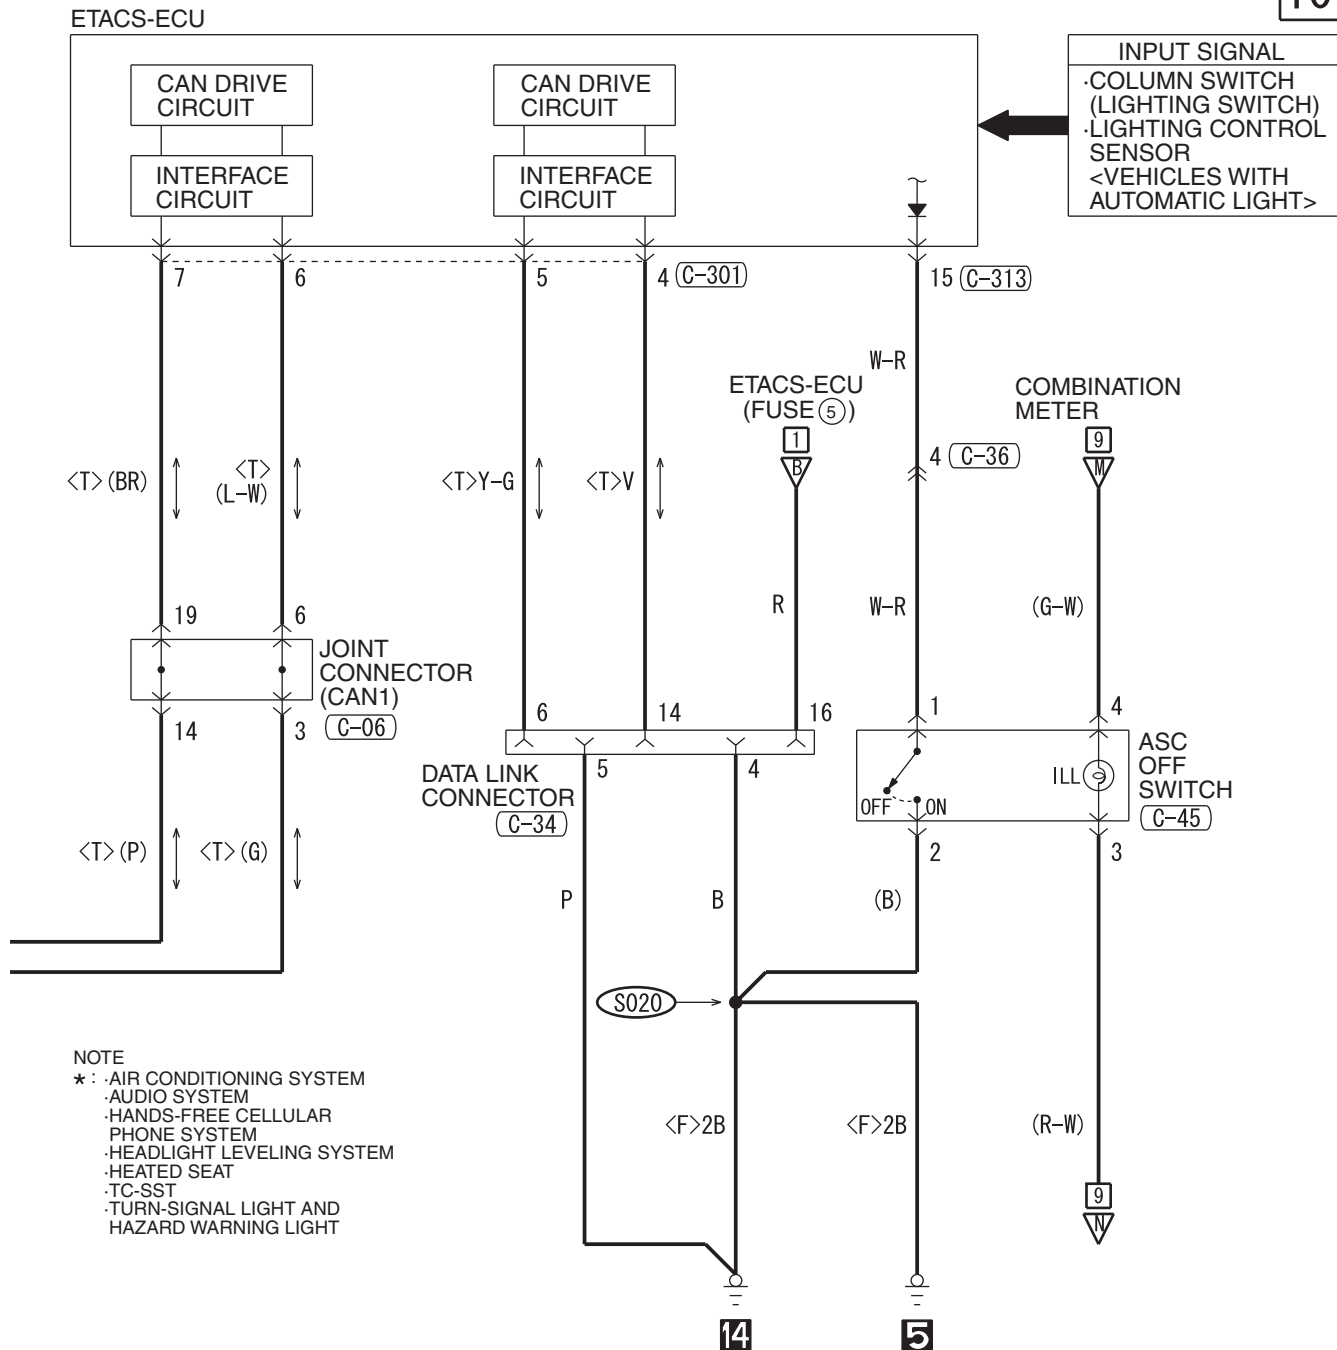 ETACS-ECU
CAN DRIVE
CIRCUIT
INTERFACE
CIRCUIT
CAN DRIVE
CIRCUIT
INTERFACE
CIRCUIT
INPUT SIGNAL
·COLUMN SWITCH
(LIGHTING SWITCH)
·LIGHTING CONTROL
SENSOR
<VEHICLES WITH
AUTOMATIC LIGHT>
7
6
5
4 C-301
15 C-313
W-R
ETACS-ECU
(FUSE 5)
1
B
COMBINATION
METER
9
M
4 C-36
<T>(BR)
<T>
(L-W)
<T>Y-G
<T>V
R
W-R
(G-W)
19
6
JOINT
CONNECTOR
(CAN1)
C-06
14
3
6
14
16
5
4
DATA LINK
CONNECTOR
C-34
1
4
OFF
ON
ILL
ASC
OFF
SWITCH
C-45
2
3
<T>(P)
<T>(G)
P
B
(B)
S020
NOTE
*: ·AIR CONDITIONING SYSTEM
·AUDIO SYSTEM
·HANDS-FREE CELLULAR
PHONE SYSTEM
·HEADLIGHT LEVELING SYSTEM
·HEATED SEAT
·TC-SST
·TURN-SIGNAL LIGHT AND
HAZARD WARNING LIGHT
<F>2B
<F>2B
(R-W)
9
N
14
5